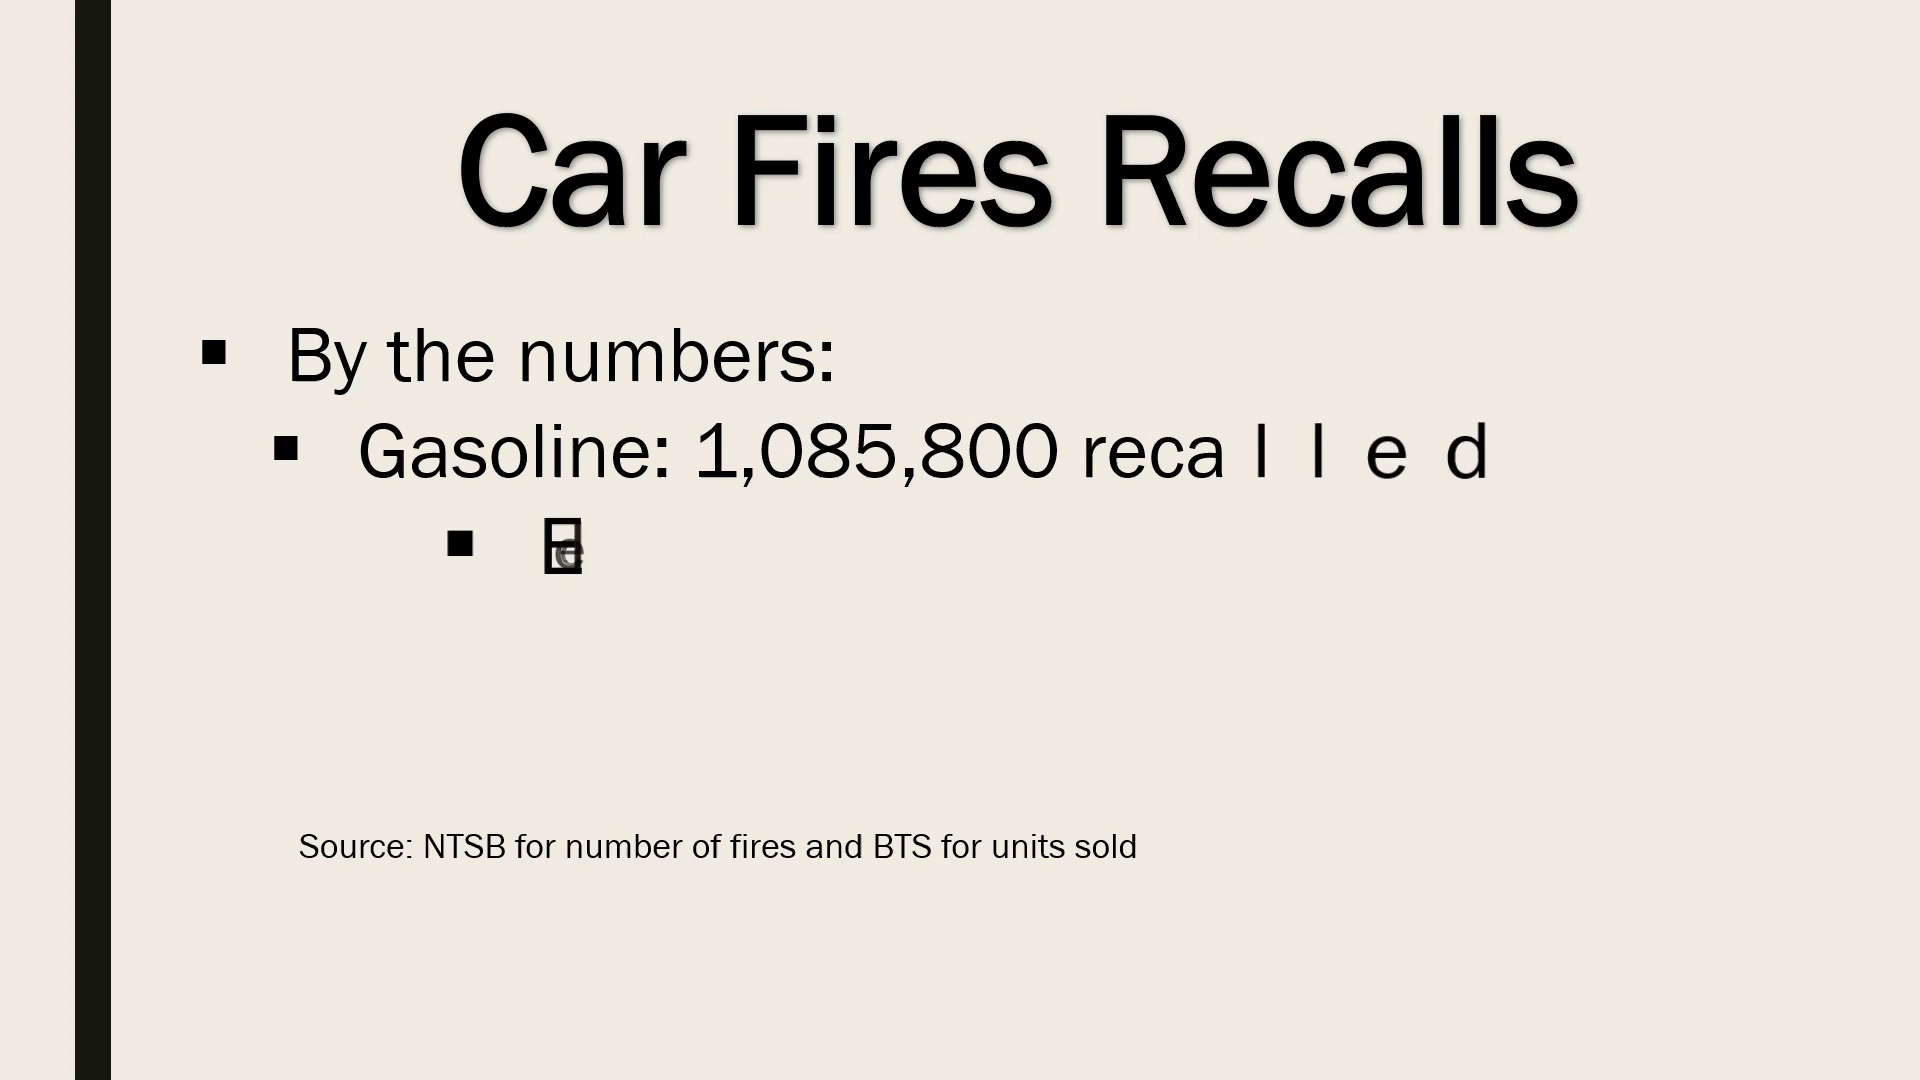 Car Fires Recalls
By the numbers:
Gasoline: 1,085,800 recalled
Source: NTSB for number of fires and BTS for units sold